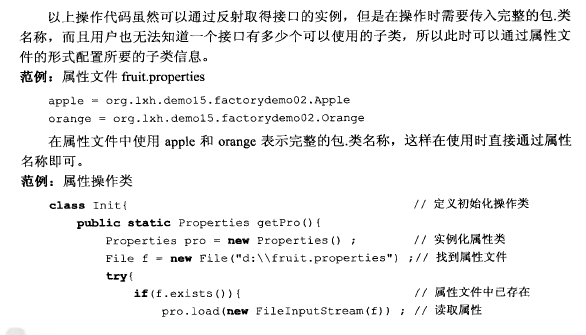 以上操作代码虽然可以通过反射取得接口的实例，但是在操作时需要传入完整的包.类
名称，而且用户也无法知道一个接口有多少个可以使用的子类，所以此时可以通过属性文
件的形式配置所要的子类信息。
范例：属性文件 fruit.properties
apple = org.lxh.demo15.factorydemo02.Apple
orange = org.lxh.demo15.factorydemo02.Orange
在属性文件中使用 apple 和 orange 表示完整的包.类名称，这样在使用时直接通过属性
名称即可。
范例：属性操作类
class Init{ // 定义初始化操作类
public static Properties getPro(){
Properties pro = new Properties() ; // 实例化属性类
File f = new File("d:\\fruit.properties") ;// 找到属性文件
try{
if(f.exists()){ // 属性文件中已存在
pro.load(new FileInputStream(f)) ; // 读取属性